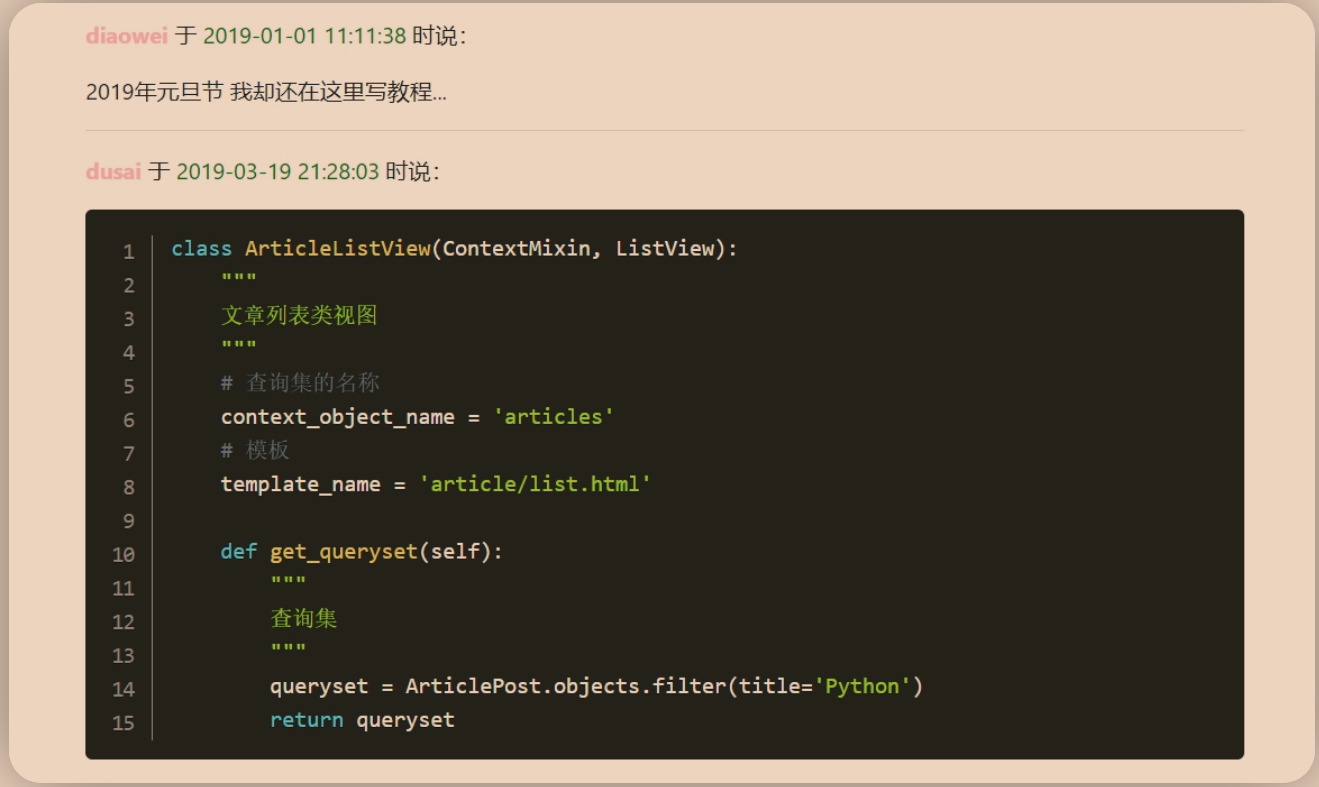 diaowei 于 2019-01-01 11:11:38 时说：
2019年元旦节 我却还在这里写教程...
dusai 于 2019-03-19 21:28:03 时说：
1 class ArticleListView(ContextMixin, ListView):
2     """
3     文章列表类视图
4     """
5     # 查询集的名称
6     context_object_name = 'articles'
7     # 模板
8     template_name = 'article/list.html'
9
10     def get_queryset(self):
11         """
12         查询集
13         """
14         queryset = ArticlePost.objects.filter(title='Python')
15         return queryset